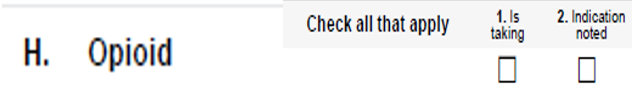 Check all that apply
1. Is taking
2. Indication noted
H. Opioid